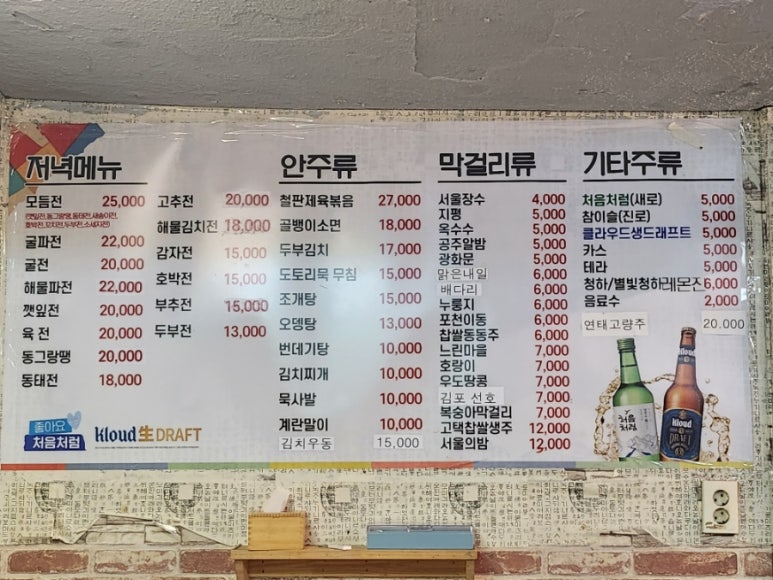 저녁메뉴
모듬전 25,000
굴파전 22,000
굴전 20,000
해물파전 22,000
깻잎전 20,000
육 전 20,000
동그랑땡 20,000
동태전 18,000
고추전 20,000
해물김치전 18,000
감자전 15,000
호박전 15,000
부추전 15,000
두부전 13,000
좋아요
처음처럼
kloud 生 DRAFT
안주류
철판제육볶음 27,000
골뱅이소면 18,000
두부김치 17,000
도토리묵 무침 15,000
조개탕 15,000
오뎅탕 13,000
번데기탕 10,000
김치찌개 10,000
묵사발 10,000
계란말이 10,000
김치우동 15,000
막걸리류
서울장수 4,000
지평 5,000
옥수수 5,000
공주알밤 5,000
광화문 5,000
맑은내일 6,000
배다리 6,000
누룽지 6,000
포천이동 6,000
찹쌀동동주 6,000
느린마을 7,000
호랑이 7,000
우도땅콩 7,000
김포 선호 7,000
복숭아막걸리 7,000
고택찹쌀생주 12,000
서울의밤 12,000
기타주류
처음처럼(새로) 5,000
참이슬(진로) 5,000
클라우드생드래프트 5,000
카스 5,000
테라 5,000
청하/별빛청하레몬진 6,000
음료수 2,000
연태고량주 20.000
처음
처럼
Kloud
kloud
DRAFT